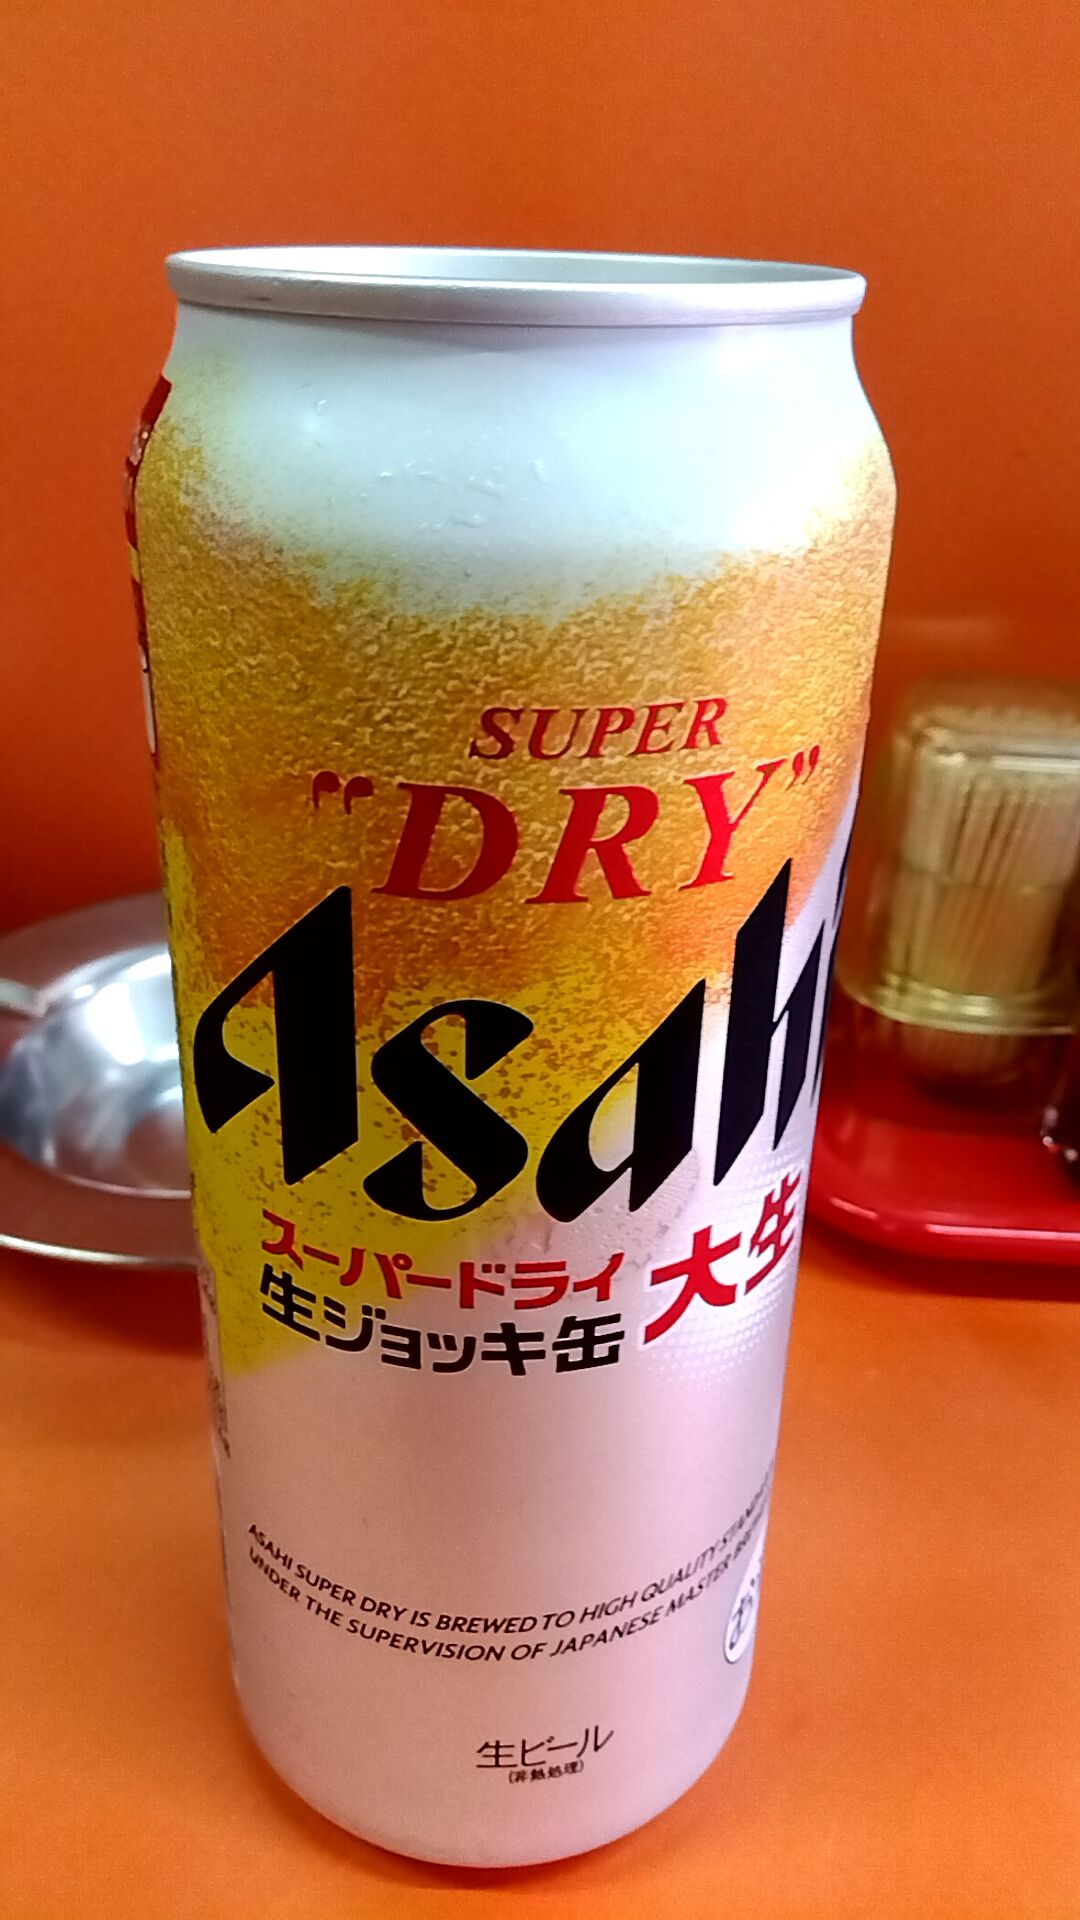 SUPER
"DRY"
Asahi
スーパードライ
生ジョッキ缶 大生
ASAHI SUPER DRY IS BREWED TO HIGH QUALITY STANDARDS
UNDER THE SUPERVISION OF JAPANESE MASTER
生ビール
(非熱処理)